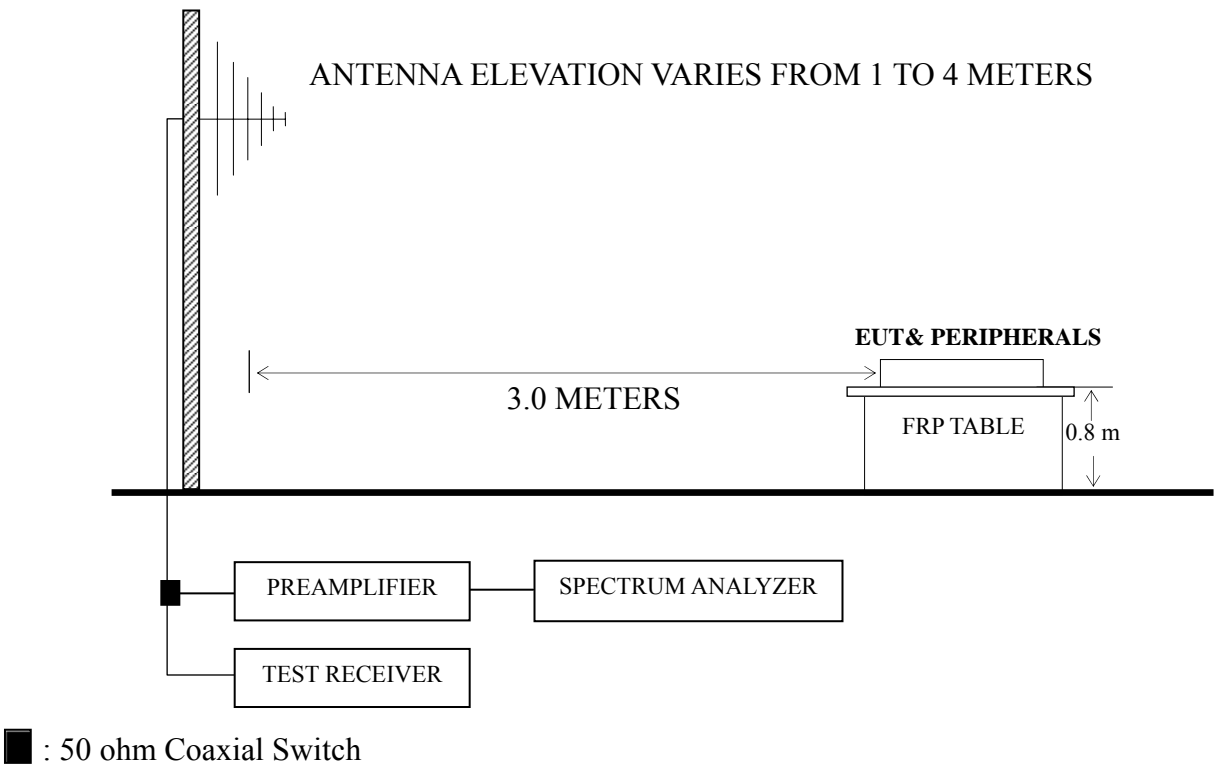 ANTENNA ELEVATION VARIES FROM 1 TO 4 METERS
EUT& PERIPHERALS
3.0 METERS
FRP TABLE
0.8 m
PREAMPLIFIER
SPECTRUM ANALYZER
TEST RECEIVER
: 50 ohm Coaxial Switch